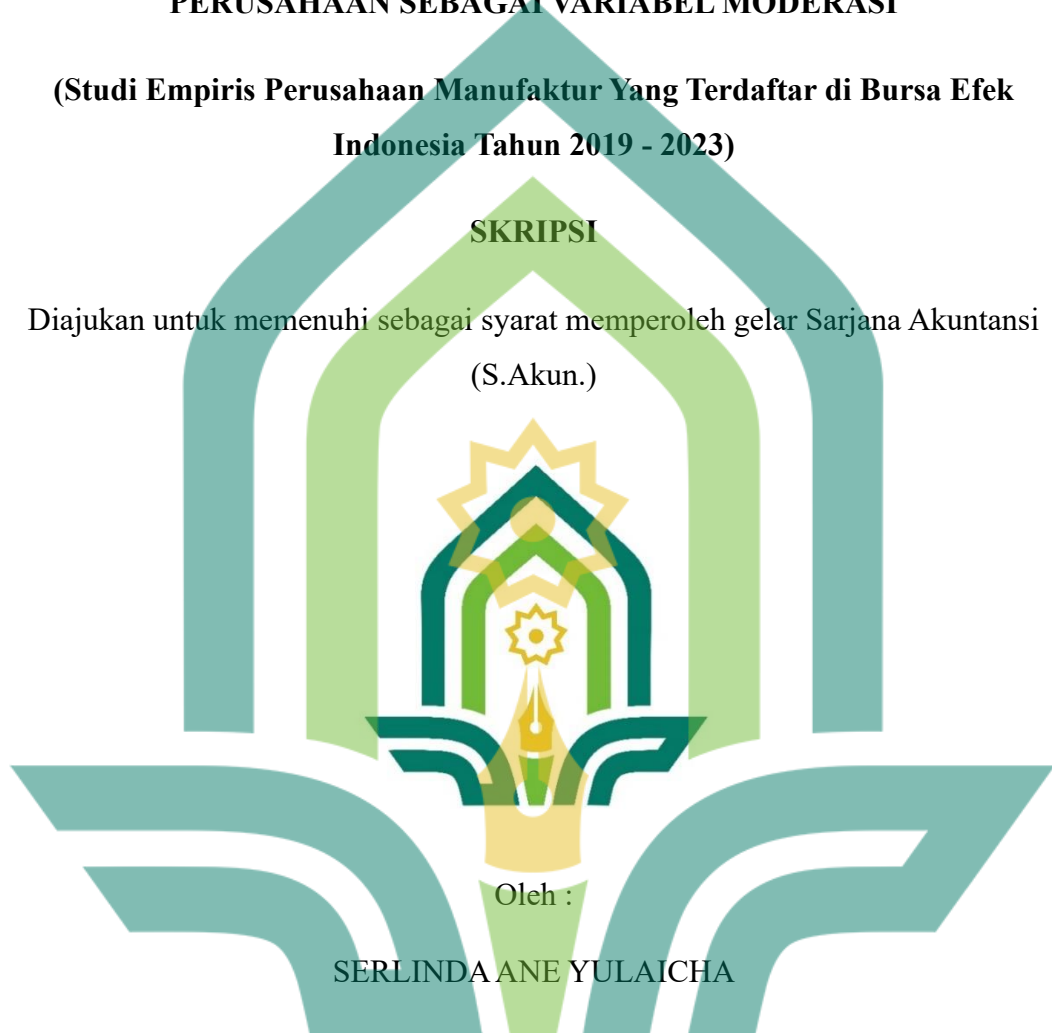 PERUSAHAAN SEBAGAI VARIABEL MODERASI
(Studi Empiris Perusahaan Manufaktur Yang Terdaftar di Bursa Efek
Indonesia Tahun 2019 - 2023)
SKRIPSI
Diajukan untuk memenuhi sebagai syarat memperoleh gelar Sarjana Akuntansi
(S.Akun.)
Oleh :
SERLINDA ANE YULAICHA